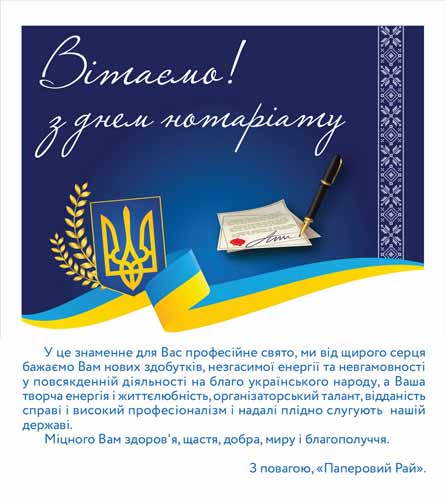 Вітаємо!
з днем нотаріату
У це знаменне для Вас професійне свято, ми від щирого серця
бажаємо Вам нових здобутків, незгасимої енергії та невгамовності
у повсякденній діяльності на благо українського народу, а Ваша
творча енергія і життєлюбність, організаторський талант, відданість
справі і високий професіоналізм і надалі плідно слугують нашій
державі.
Міцного Вам здоров'я, щастя, добра, миру і благополуччя.
З повагою, «Паперовий Рай».